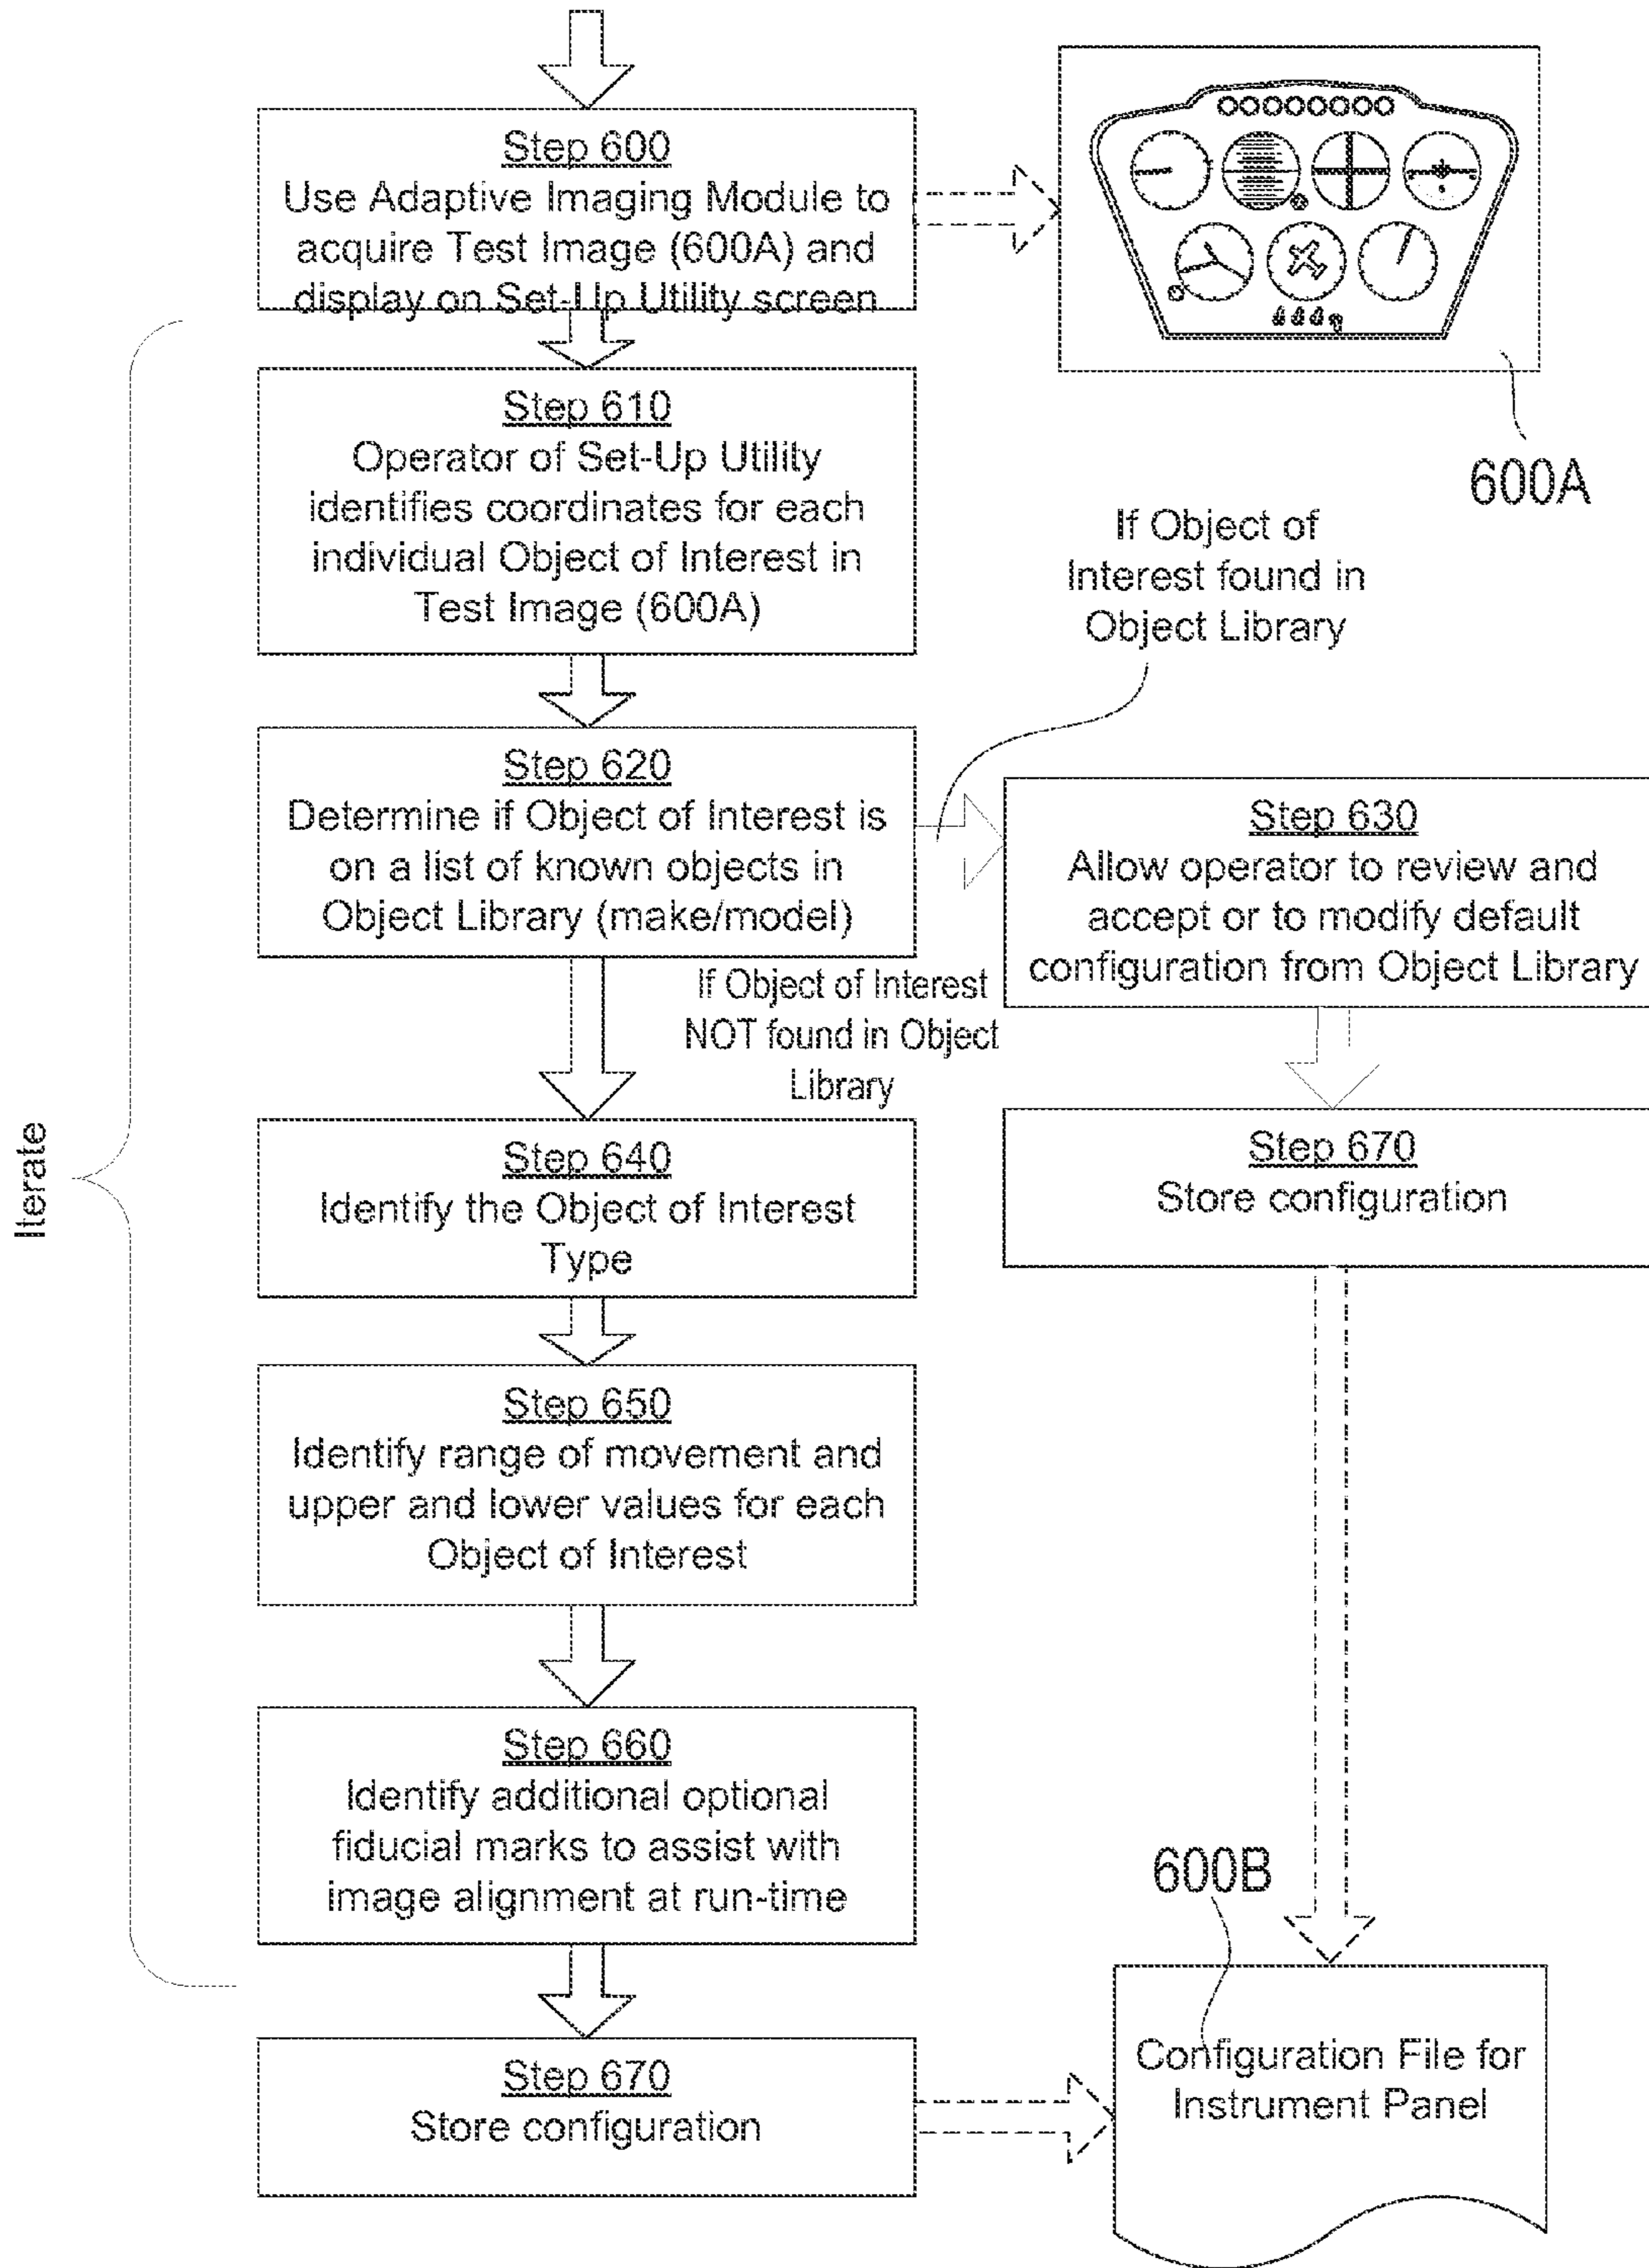 Step 600
Use Adaptive Imaging Module to
acquire Test Image (600A) and
display on Set-Up Utility screen
600A
Step 610
Operator of Set-Up Utility
identifies coordinates for each
individual Object of Interest in
Test Image (600A)
If Object of
Interest found in
Object Library
Step 620
Determine if Object of Interest is
on a list of known objects in
Object Library (make/model)
Step 630
Allow operator to review and
accept or to modify default
configuration from Object Library
If Object of Interest
NOT found in Object
Library
Iterate
Step 640
Identify the Object of Interest
Type
Step 670
Store configuration
Step 650
Identify range of movement and
upper and lower values for each
Object of Interest
Step 660
Identify additional optional
fiducial marks to assist with
image alignment at run-time
600B
Step 670
Store configuration
Configuration File for
Instrument Panel